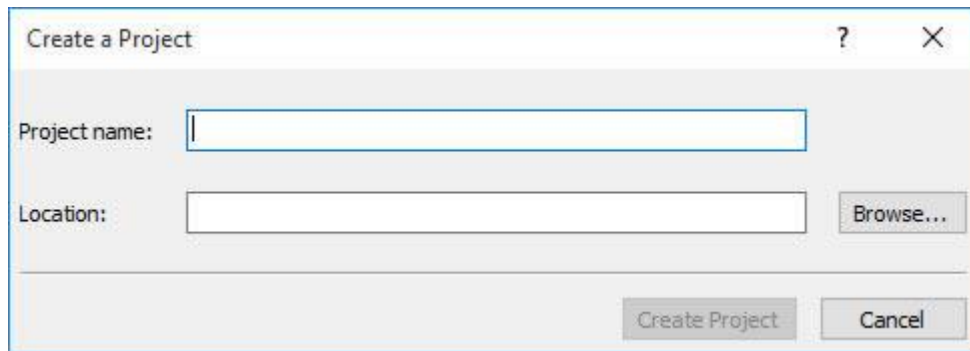 Create a Project ?
Project name:
Location: Browse...
Create Project Cancel